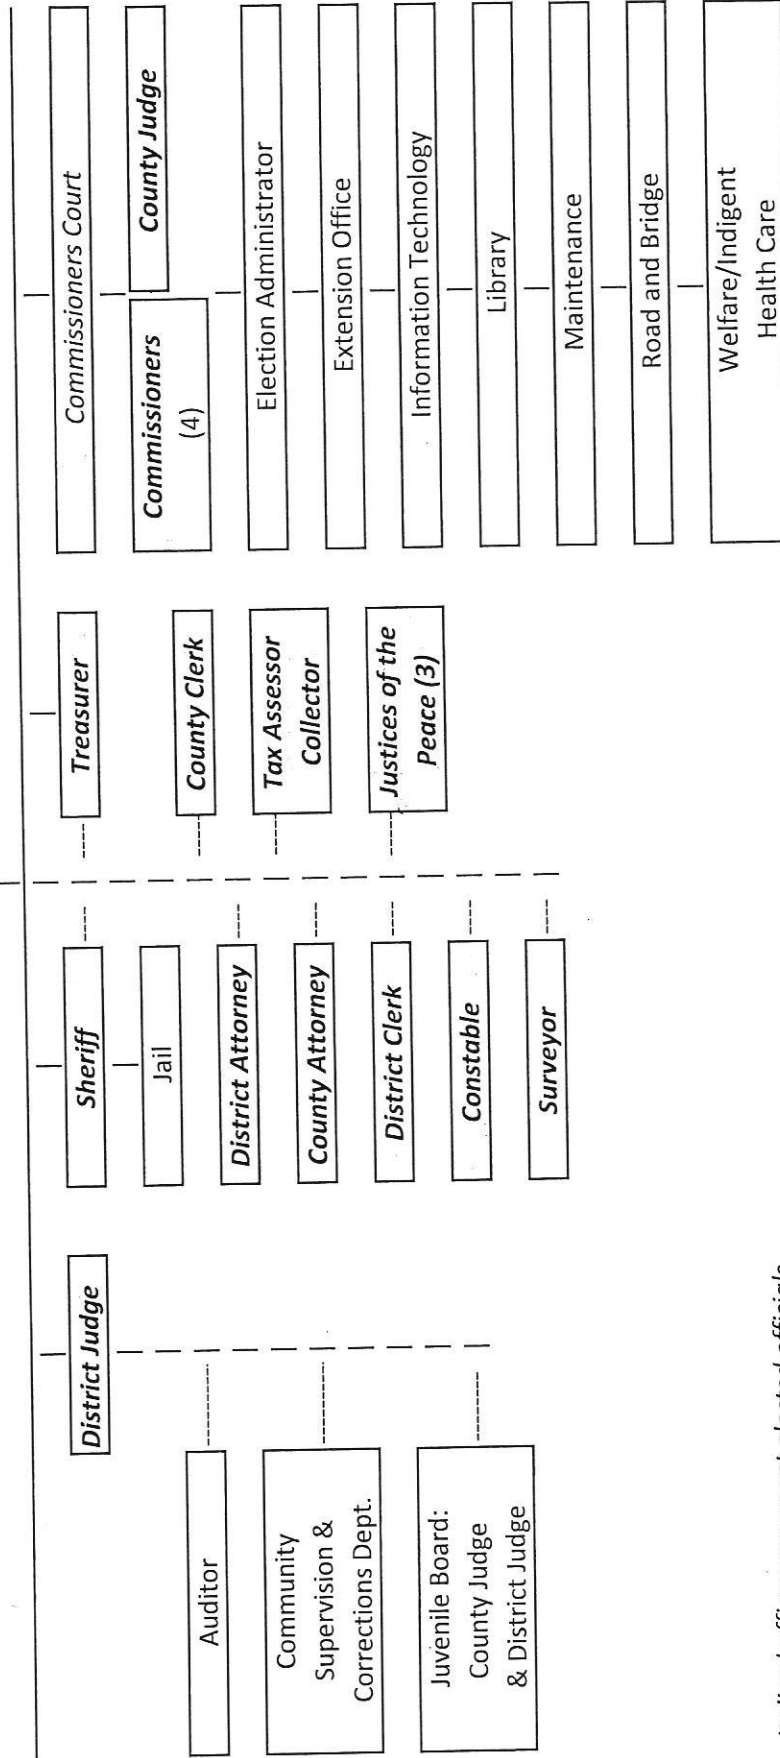 District Judge
Auditor
Community
Supervision &
Corrections Dept.
Juvenile Board:
County Judge
& District Judge
Sheriff
Jail
District Attorney
County Attorney
District Clerk
Constable
Surveyor
Treasurer
County Clerk
Tax Assessor
Collector
Justices of the
Peace (3)
Commissioners Court
Commissioners
(4)
County Judge
Election Administrator
Extension Office
Information Technology
Library
Maintenance
Road and Bridge
Welfare/Indigent
Health Care
elected officials